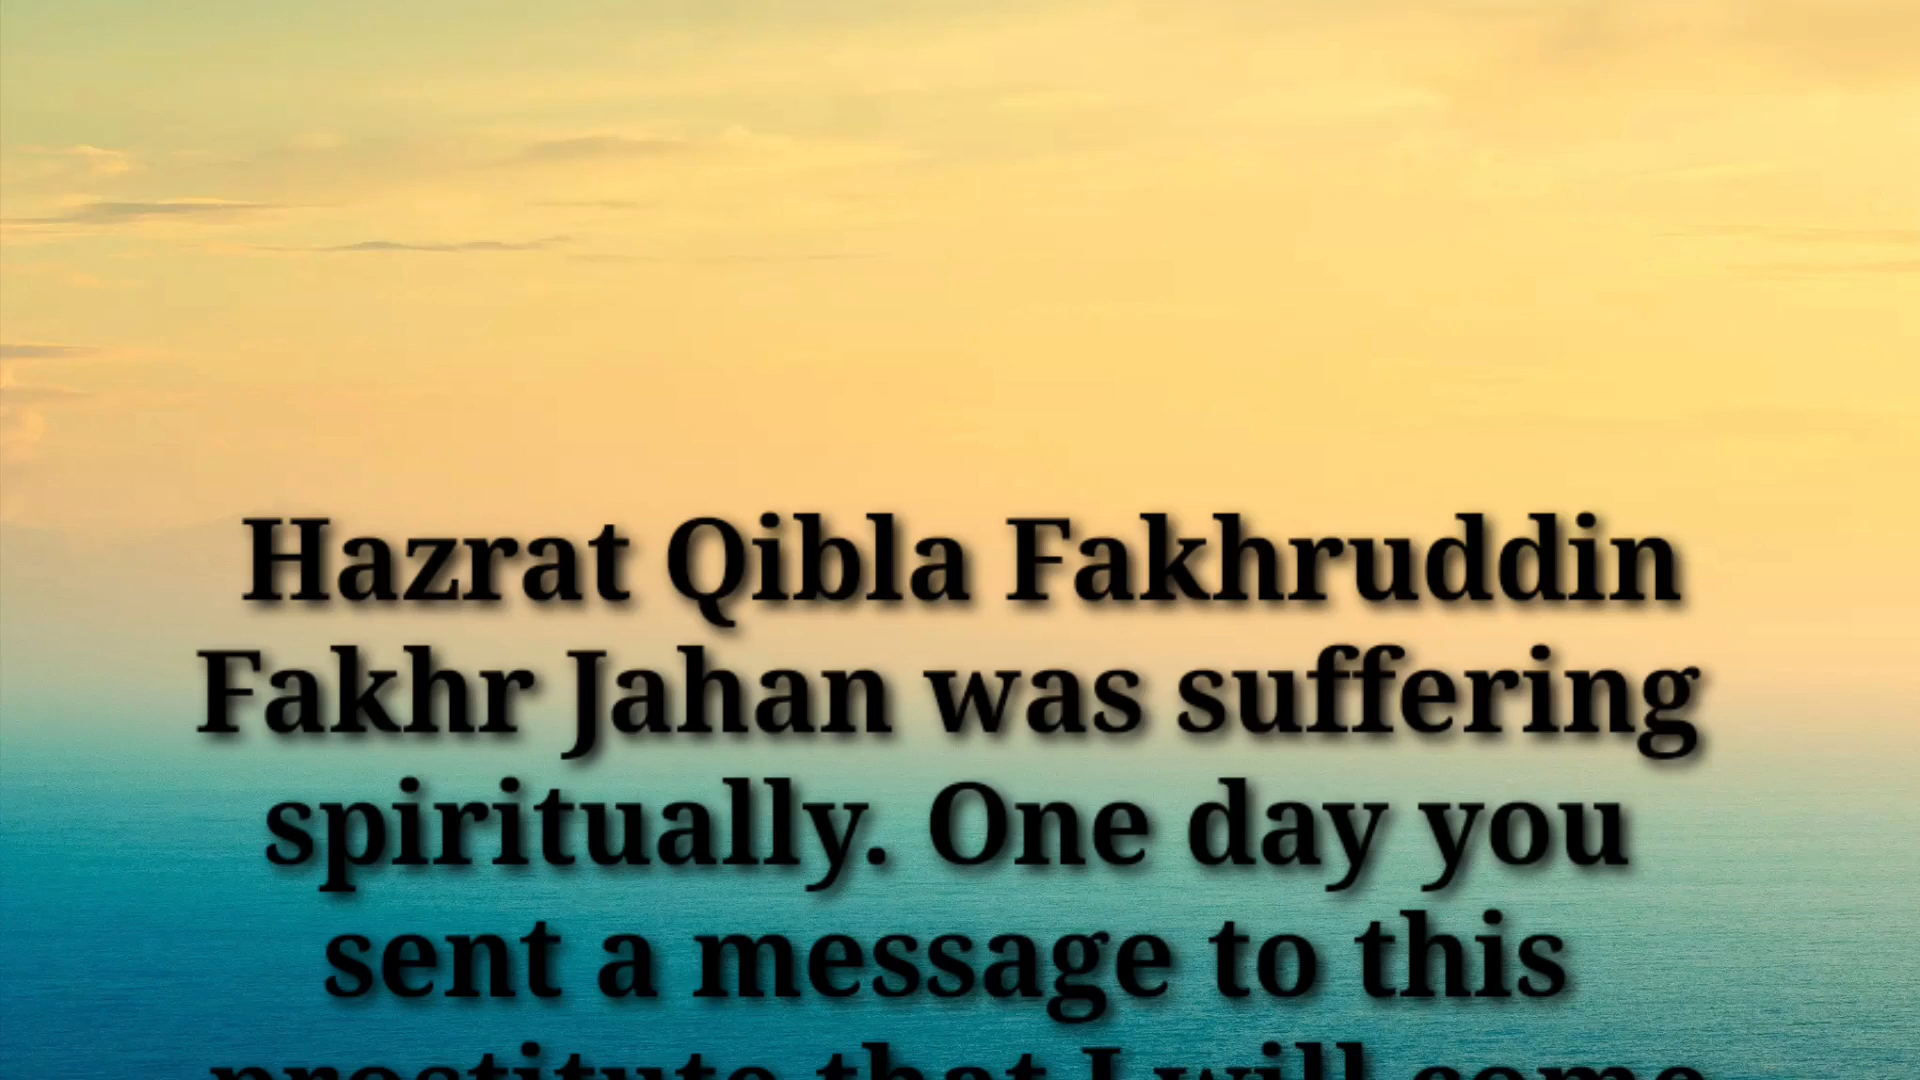 Hazrat Qibla Fakhruddin
Fakhr Jahan was suffering
spiritually. One day you
sent a message to this
prostitute that I will come